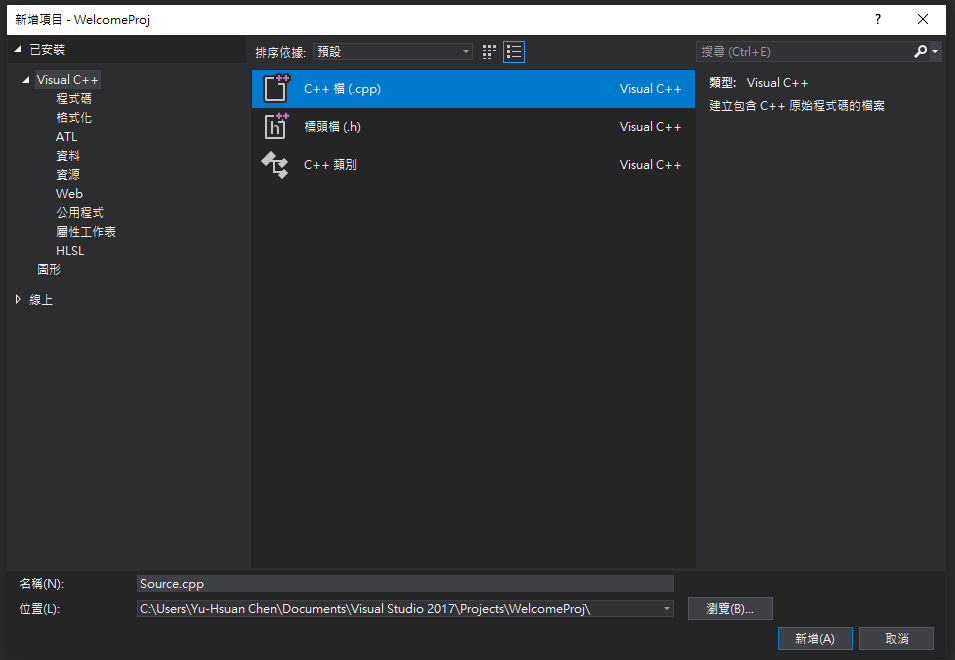 新增項目 - WelcomeProj
?
已安裝
Visual C++
程式碼
格式化
ATL
資料
資源
Web
公用程式
屬性工作表
HLSL
圖形
線上
排序依據: 預設
C++ 檔 (.cpp) Visual C++
標頭檔 (.h) Visual C++
C++ 類別 Visual C++
搜尋 (Ctrl+E)
類型: Visual C++
建立包含 C++ 原始程式碼的檔案
名稱(N): Source.cpp
位置(L): C:\Users\Yu-Hsuan Chen\Documents\Visual Studio 2017\Projects\WelcomeProj\ 瀏覽(B)...
新增(A) 取消